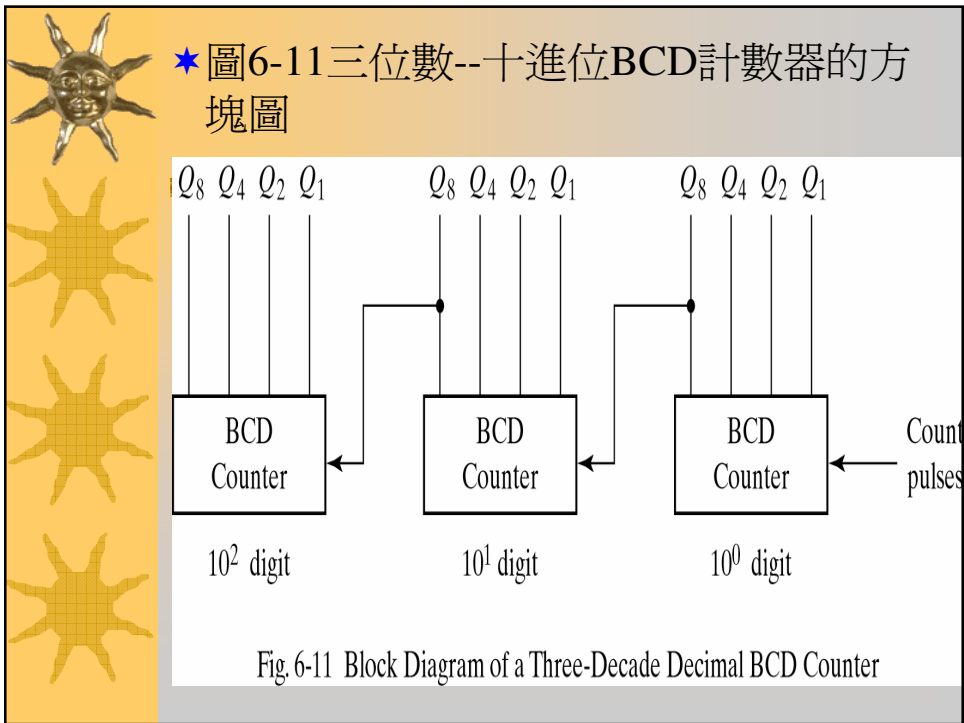 圖6-11三位數--十進位BCD計數器的方
塊圖
Q8 Q4 Q2 Q1
Q8 Q4 Q2 Q1
Q8 Q4 Q2 Q1
BCD
Counter
BCD
Counter
BCD
Counter
Count
pulses
10² digit
10¹ digit
10⁰ digit
Fig. 6-11 Block Diagram of a Three-Decade Decimal BCD Counter